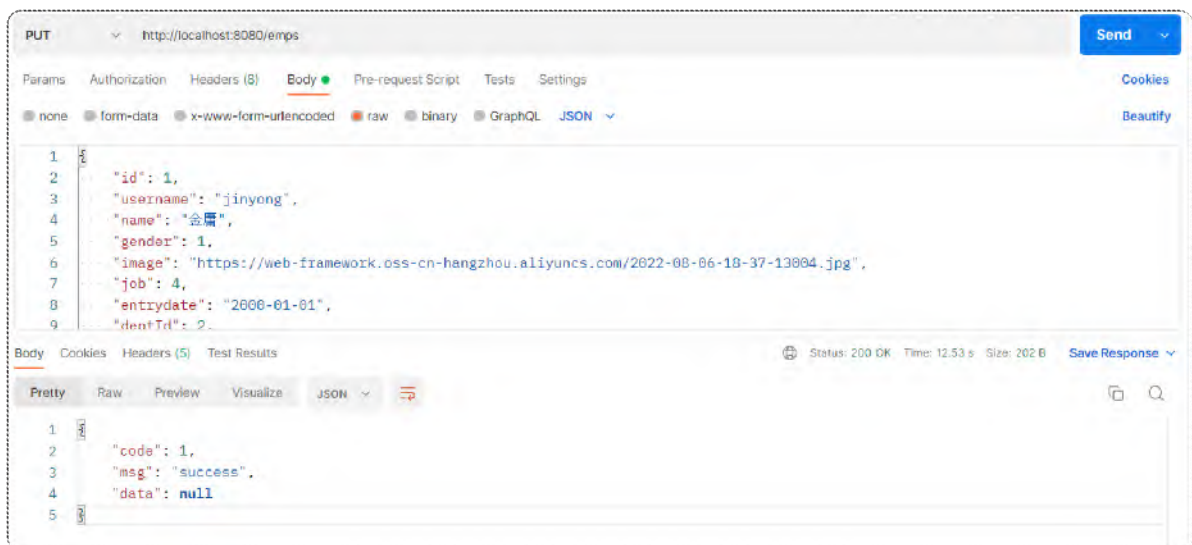 PUT http://localhost:8080/emps Send
Params Authorization Headers (8) Body Pre-request Script Tests Settings Cookies
none form-data x-www-form-urlencoded raw binary GraphQL JSON Beautify
1 {
2 "id": 1,
3 "username": "jinyong",
4 "name": "金庸",
5 "gender": 1,
6 "image": "https://web-framework.oss-cn-hangzhou.aliyuncs.com/2022-08-06-18-37-13004.jpg",
7 "job": 4,
8 "entrydate": "2000-01-01",
9 "deptId": 2,
Body Cookies Headers (5) Test Results Status: 200 OK Time: 12.53 s Size: 202 B Save Response
Pretty Raw Preview Visualize JSON
1 {
2 "code": 1,
3 "msg": "success",
4 "data": null
5 }